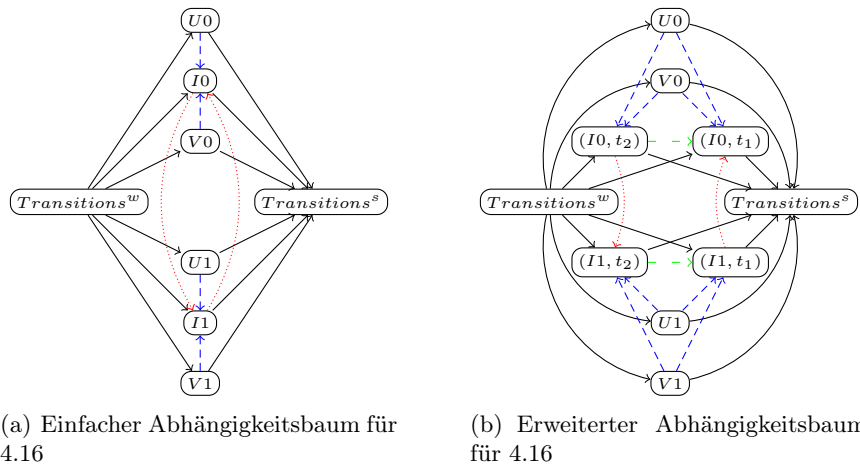 U0
I0
V0
Transitions^w
Transitions^s
U1
I1
V1
(a) Einfacher Abhängigkeitsbaum für
4.16
U0
V0
(I0, t_2)
(I0, t_1)
Transitions^w
Transitions^s
(I1, t_2)
(I1, t_1)
U1
V1
(b) Erweiterter Abhängigkeitsbaum
für 4.16